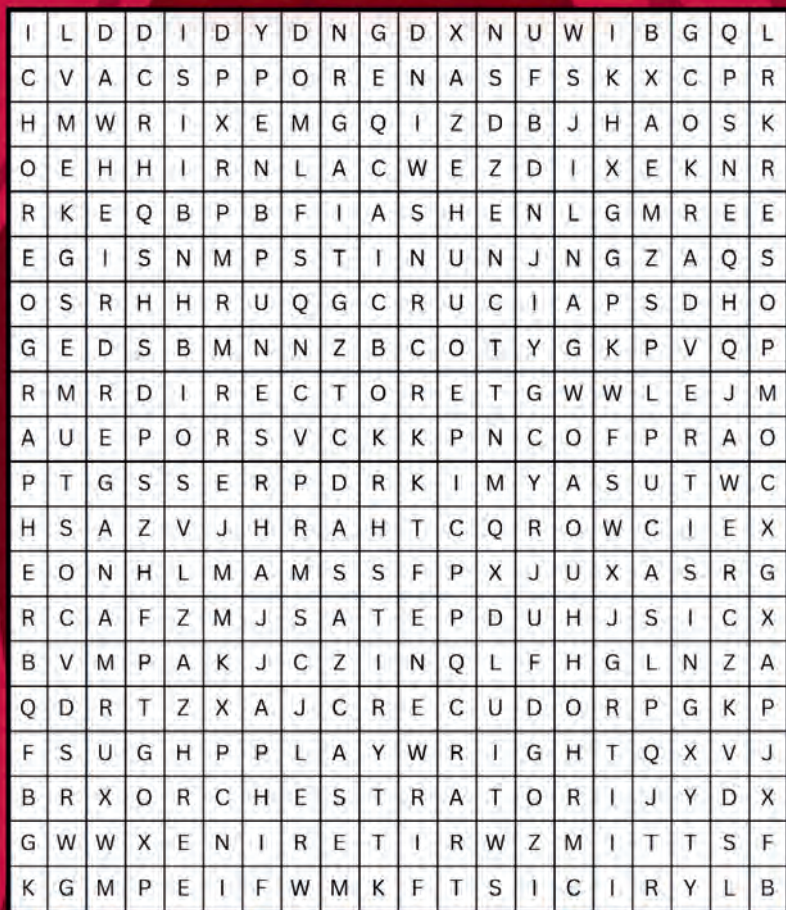 I L D D I D Y D N G D X N U W I B G Q L
C V A C S P P O R E N A S F S K X C P R
H M W R I X E M G Q I Z D B J H A O S K
O E H H I R N L A C W E Z D I X E K N R
R K E Q B P B F I A S H E N L G M R E E
E G I S N M P S T I N U N J N G Z A Q S
O S R H H R U Q G C R U C I A P S D H O
G E D S B M N N Z B C O T Y G K P V Q P
R M R D I R E C T O R E T G W W L E J M
A U E P O R S V C K K P N C O F P R A O
P T G S S E R P D R K I M Y A S U T W C
H S A Z V J H R A H T C Q R O W C I E X
E O N H L M A M S S F P X J U X A S R G
R C A F Z M J S A T E P D U H J S I C X
B V M P A K J C Z I N Q L F H G L N Z A
Q D R T Z X A J C R E C U D O R P G K P
F S U G H P P L A Y W R I G H T Q X V J
B R X O R C H E S T R A T O R I J Y D X
G W W X E N I R E T I R W Z M I T T S F
K G M P E I F W M K F T S I C I R Y L B